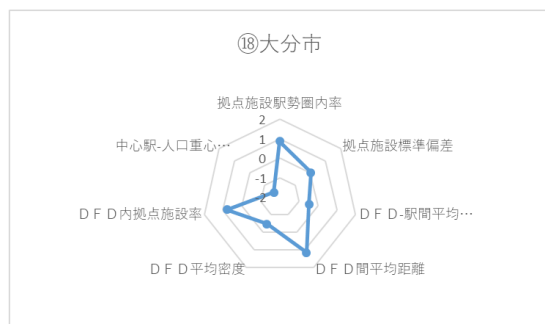 ⑱大分市
拠点施設駅勢圏内率
2
1
0
-1
-2
拠点施設標準偏差
ＤＦＤ-駅間平均…
ＤＦＤ間平均距離
ＤＦＤ平均密度
ＤＦＤ内拠点施設率
中心駅-人口重心…